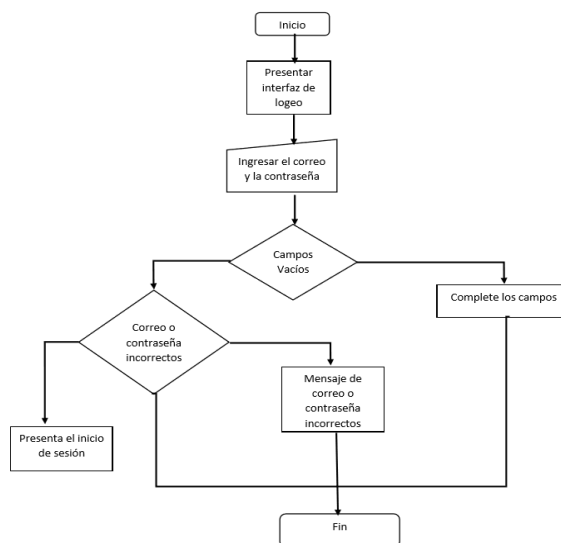 Inicio
Presentar
interfaz de
logeo
Ingresar el correo
y la contraseña
Campos
Vacíos
Complete los campos
Correo o
contraseña
incorrectos
Mensaje de
correo o
contraseña
incorrectos
Presenta el inicio
de sesión
Fin